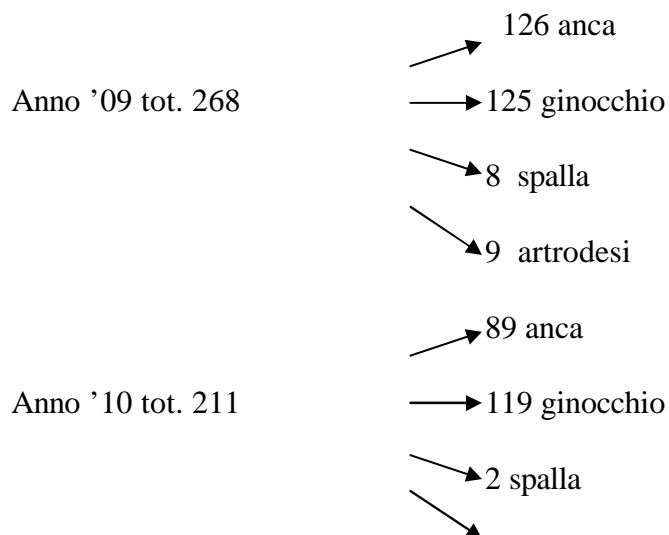 126 anca
Anno ’09 tot. 268
125 ginocchio
8 spalla
9 artrodesi
89 anca
Anno ’10 tot. 211
119 ginocchio
2 spalla